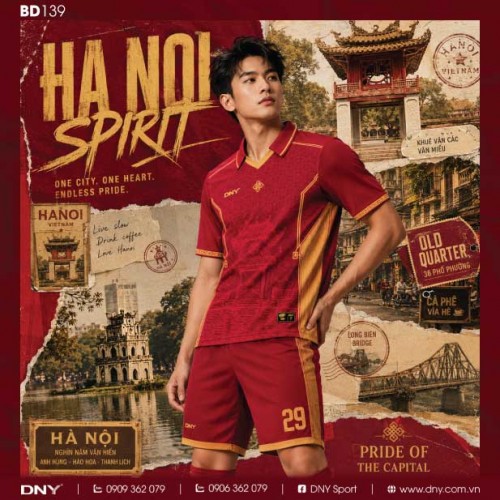 BD139
HA NOI
SPIRIT
ONE CITY. ONE HEART.
ENDLESS PRIDE.
HANOI
VIETNAM
KHUÊ VĂN CÁC
VĂN MIẾU
HANOI
VIETNAM
Live slow
Drink coffee
Love Hanoi
DNY
OLD
QUARTER
36 PHỐ PHƯỜNG
CÀ PHÊ
VỈA HÈ
LONG BIEN
BRIDGE
HÀ NỘI
NGHÌN NĂM VĂN HIẾN
ANH HÙNG - HÀO HOA - THANH LỊCH
DNY
29
PRIDE OF
THE CAPITAL
DNY
0909 362 079
0906 362 079
DNY Sport
www.dny.com.vn